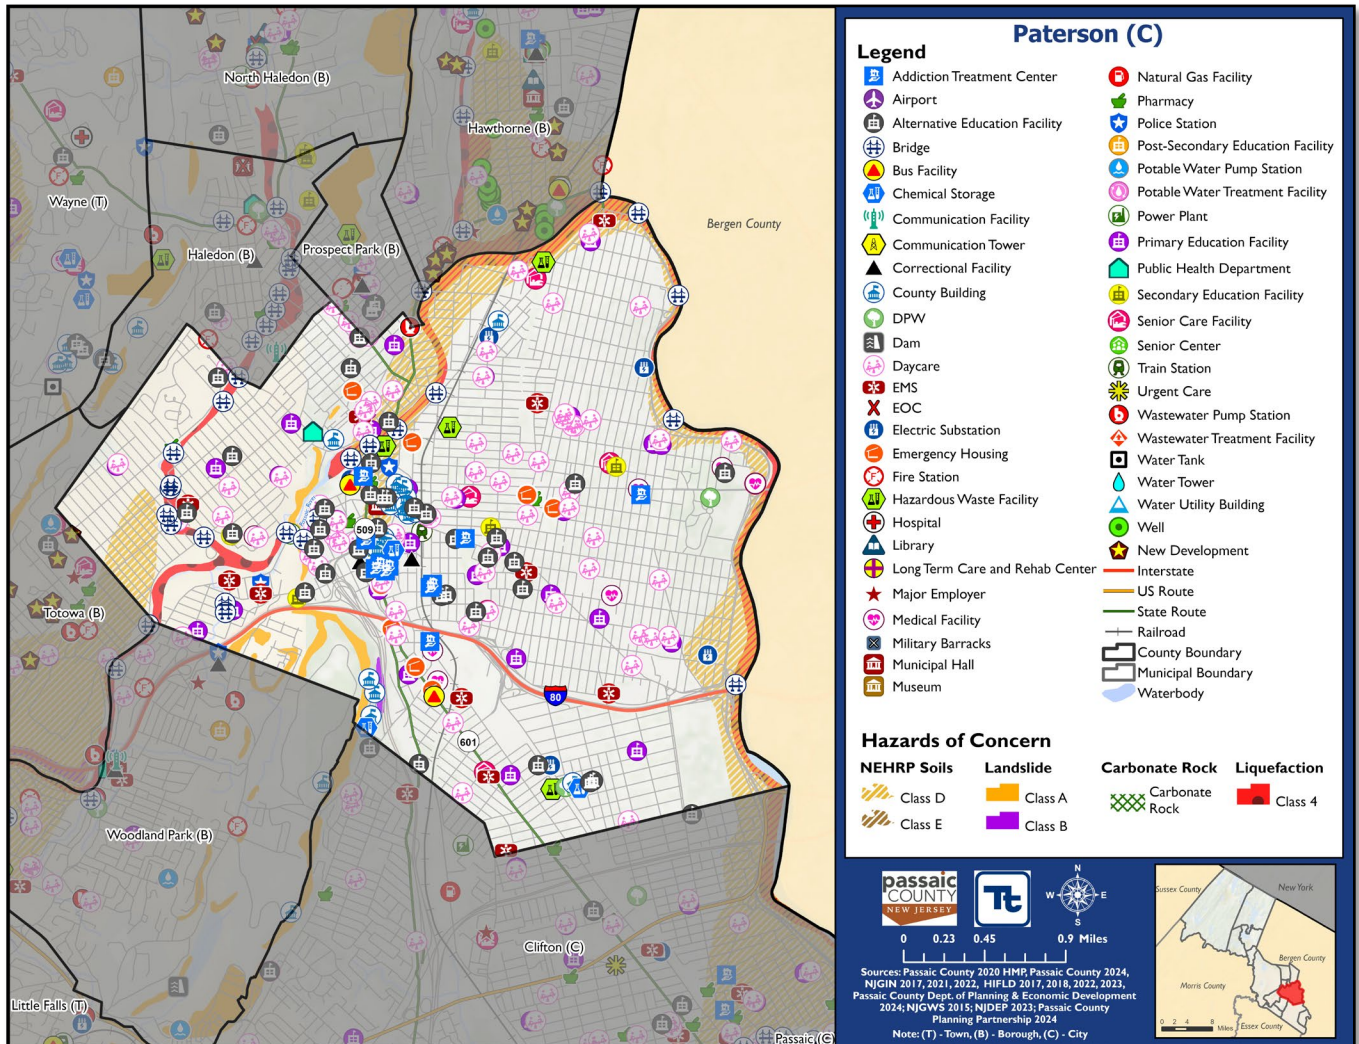 Paterson (C)
Legend
Addiction Treatment Center
Airport
Alternative Education Facility
Bridge
Bus Facility
Chemical Storage
Communication Facility
Communication Tower
Correctional Facility
County Building
DPW
Dam
Daycare
EMS
EOC
Electric Substation
Emergency Housing
Fire Station
Hazardous Waste Facility
Hospital
Library
Long Term Care and Rehab Center
Major Employer
Medical Facility
Military Barracks
Municipal Hall
Museum
Natural Gas Facility
Pharmacy
Police Station
Post-Secondary Education Facility
Potable Water Pump Station
Potable Water Treatment Facility
Power Plant
Primary Education Facility
Public Health Department
Secondary Education Facility
Senior Care Facility
Senior Center
Train Station
Urgent Care
Wastewater Pump Station
Wastewater Treatment Facility
Water Tank
Water Tower
Water Utility Building
Well
New Development
Interstate
US Route
State Route
Railroad
County Boundary
Municipal Boundary
Waterbody
Hazards of Concern
NEHRP Soils
Class D
Class E
Landslide
Class A
Class B
Carbonate Rock
Carbonate
Rock
Liquefaction
Class 4
North Haledon (B)
Hawthorne (B)
Wayne (T)
Bergen County
Haledon (B)
Prospect Park (B)
509
Totowa (B)
80
601
Woodland Park (B)
Clifton (C)
Little Falls (T)
Passaic (C)
passaic
COUNTY
NEW JERSEY
Tt
N
W E
S
0 0.23 0.45 0.9 Miles
Sources: Passaic County 2020 HMP, Passaic County 2024,
NJGIN 2017, 2021, 2022, HIFLD 2017, 2018, 2022, 2023,
Passaic County Dept. of Planning & Economic Development
2024; NJGWS 2015; NJDEP 2023; Passaic County
Planning Partnership 2024
Note: (T) - Town, (B) - Borough, (C) - City
Sussex County
New York
Bergen County
Morris County
Essex County
0 2 4 8 Miles